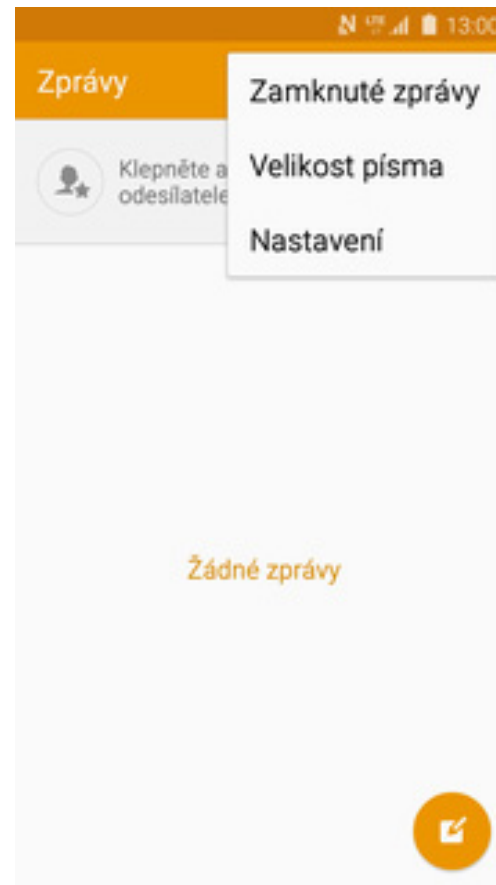 13:00
Zprávy
Zamknuté zprávy
Velikost písma
Nastavení
Klepněte a
odesílatele
Žádné zprávy